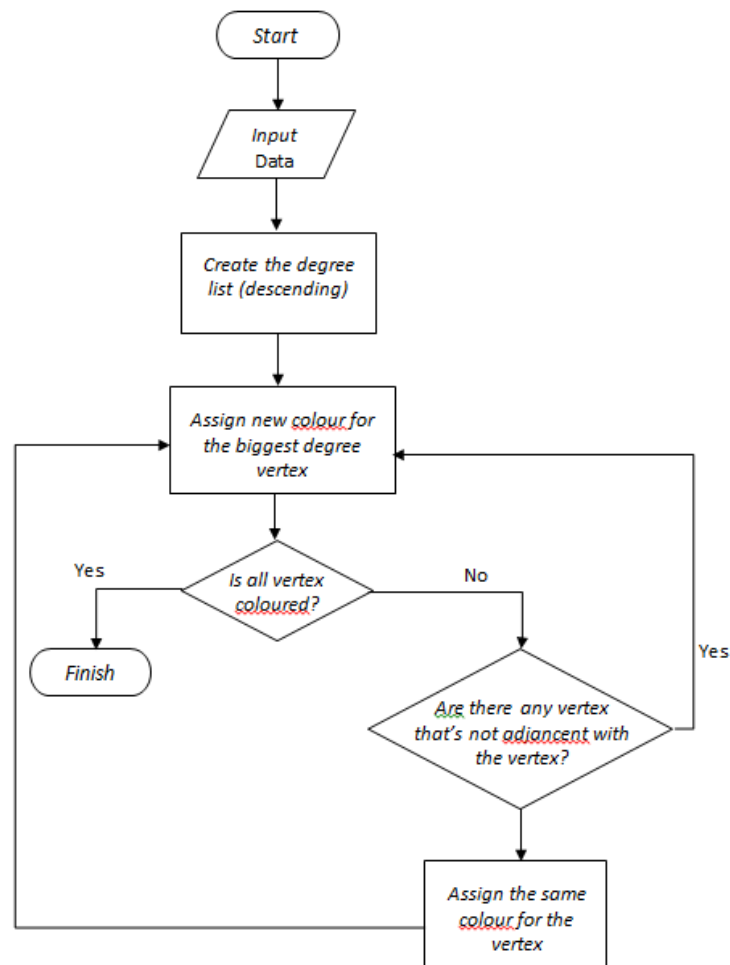 Start
Input
Data
Create the degree
list (descending)
Assign new colour for
the biggest degree
vertex
Is all vertex
coloured?
Yes
No
Finish
Are there any vertex
that's not adjancent with
the vertex?
Yes
Assign the same
colour for the
vertex